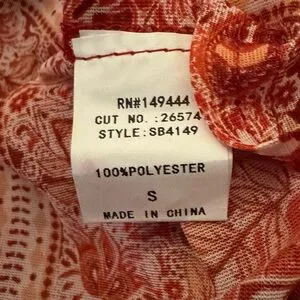 RN#149444
CUT NO. :26574
STYLE:SB4149
100%POLYESTER
S
MADE IN CHINA